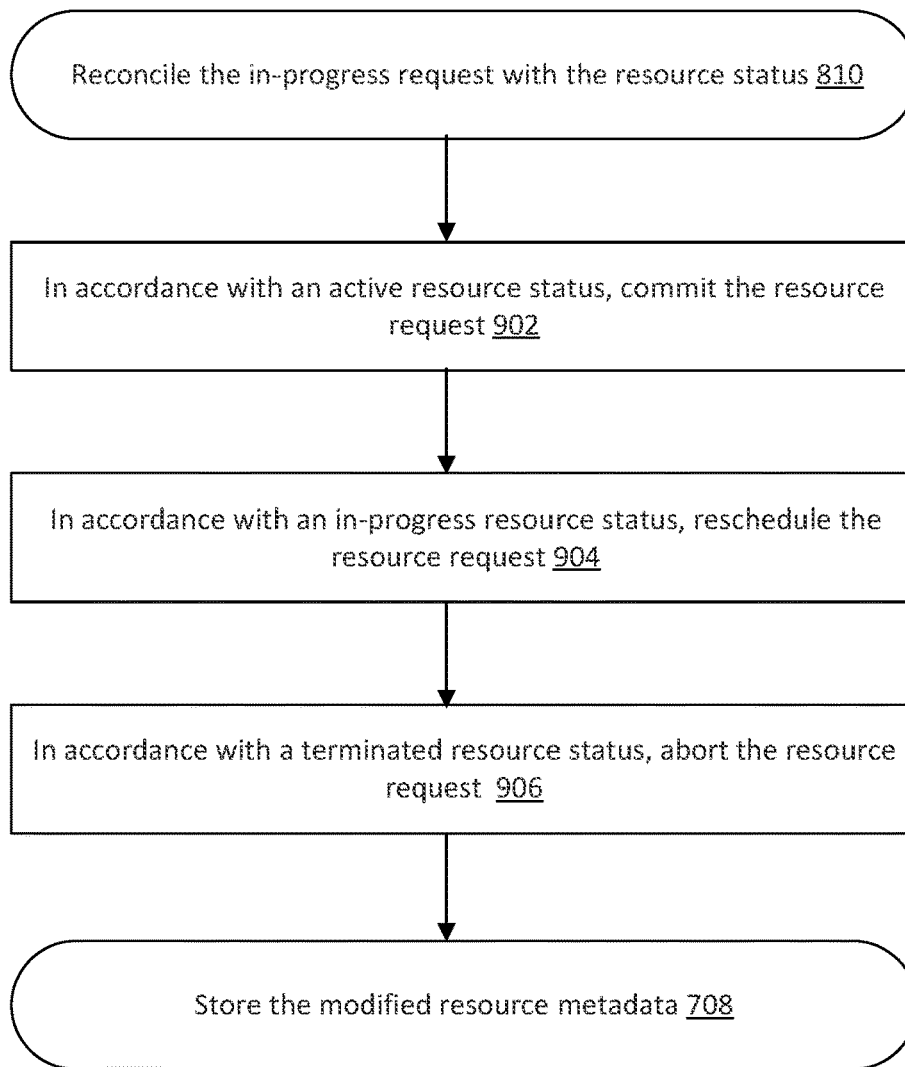 Reconcile the in-progress request with the resource status 810
In accordance with an active resource status, commit the resource
request 902
In accordance with an in-progress resource status, reschedule the
resource request 904
In accordance with a terminated resource status, abort the resource
request 906
Store the modified resource metadata 708